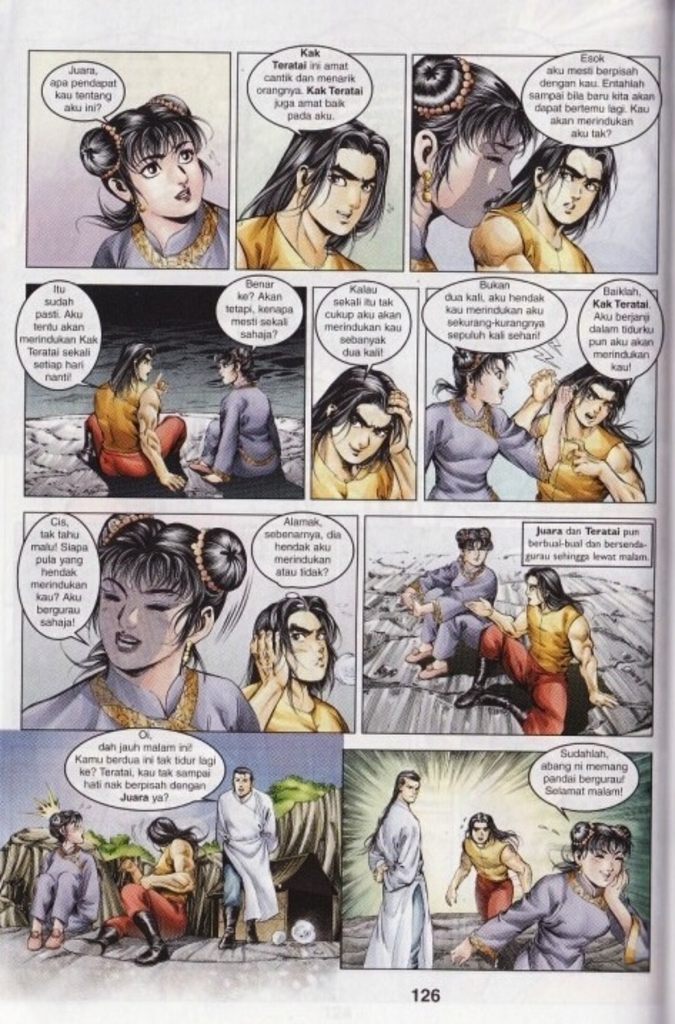 Juara,
apa pendapat
kau tentang
aku ini?
Kak
Teratai ini amat
cantik dan menarik
orangnya. Kak Teratai
juga amat baik
pada aku.
Esok
aku mesti berpisah
dengan kau. Entahlah
sampai bila baru kita akan
dapat bertemu lagi. Kau
akan merindukan
aku tak?
Itu
sudah
pasti. Aku
tentu akan
merindukan Kak
Teratai sekali
setiap hari
nanti!
Benar
ke? Akan
tetapi, kenapa
mesti sekali
sahaja?
Kalau
sekali itu tak
cukup aku akan
merindukan kau
sebanyak
dua kali!
Bukan
dua kali, aku hendak
kau merindukan aku
sekurang-kurangnya
sepuluh kali sehari!
Baiklah,
Kak Teratai.
Aku berjanji
dalam tidurku
pun aku akan
merindukan
kau!
Cis,
tak tahu
malu! Siapa
pula yang
hendak
merindukan
kau? Aku
bergurau
sahaja!
Alamak,
sebenarnya, dia
hendak aku
merindukan
atau tidak?
Juara dan Teratai pun
berbual-bual dan bersenda-
gurau sehingga lewat malam.
Oi,
dah jauh malam ini!
Kamu berdua ini tak tidur lagi
ke? Teratai, kau tak sampai
hati nak berpisah dengan
Juara ya?
Sudahlah,
abang ni memang
pandai bergurau!
Selamat malam!
126